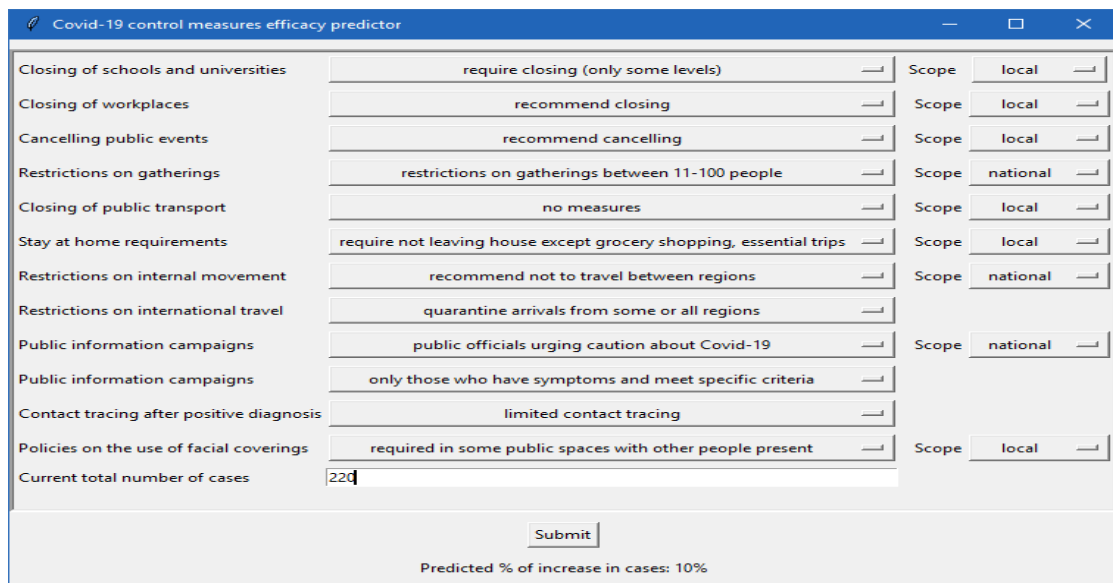 Covid-19 control measures efficacy predictor
Closing of schools and universities require closing (only some levels) Scope local
Closing of workplaces recommend closing Scope local
Cancelling public events recommend cancelling Scope local
Restrictions on gatherings restrictions on gatherings between 11-100 people Scope national
Closing of public transport no measures Scope local
Stay at home requirements require not leaving house except grocery shopping, essential trips Scope local
Restrictions on internal movement recommend not to travel between regions Scope national
Restrictions on international travel quarantine arrivals from some or all regions
Public information campaigns public officials urging caution about Covid-19 Scope national
Public information campaigns only those who have symptoms and meet specific criteria
Contact tracing after positive diagnosis limited contact tracing
Policies on the use of facial coverings required in some public spaces with other people present Scope local
Current total number of cases 220
Submit
Predicted % of increase in cases: 10%